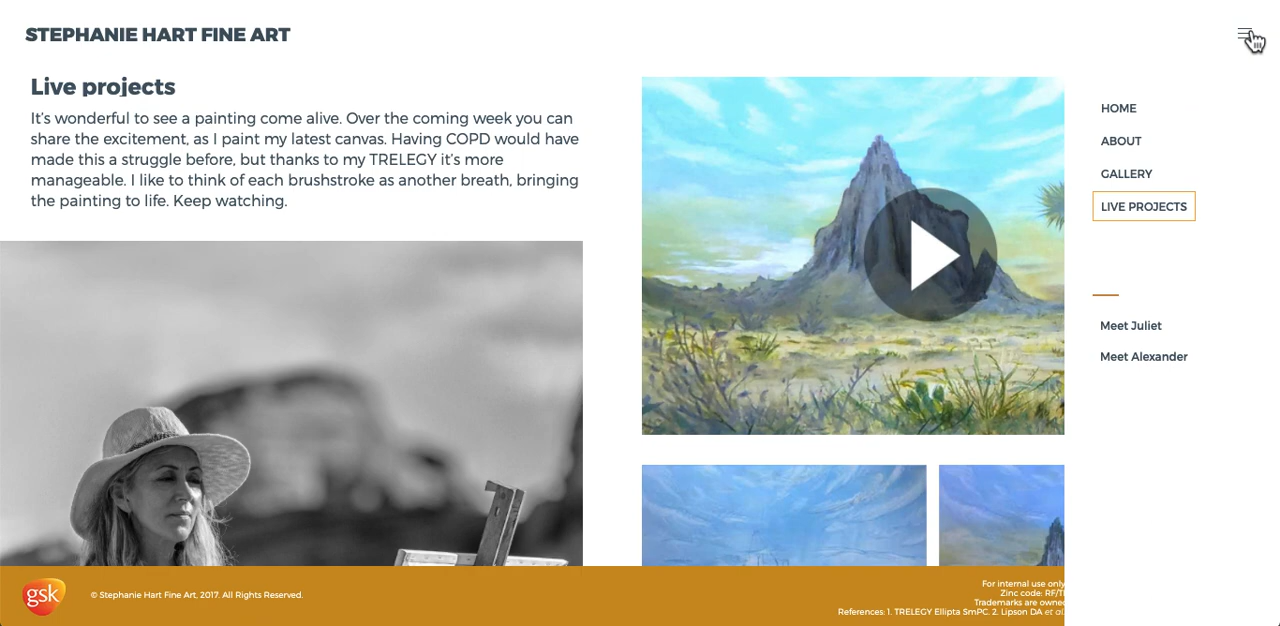 STEPHANIE HART FINE ART
Live projects
It's wonderful to see a painting come alive. Over the coming week you can
share the excitement, as I paint my latest canvas. Having COPD would have
made this a struggle before, but thanks to my TRELEGY it's more
manageable. I like to think of each brushstroke as another breath, bringing
the painting to life. Keep watching.
HOME
ABOUT
GALLERY
LIVE PROJECTS
Meet Juliet
Meet Alexander
gsk
© Stephanie Hart Fine Art, 2017. All Rights Reserved.
For internal use only
Zinc code: RF/T
Trademarks are owned
References: 1. TRELEGY Ellipta SmPC. 2. Lipson DA et al.